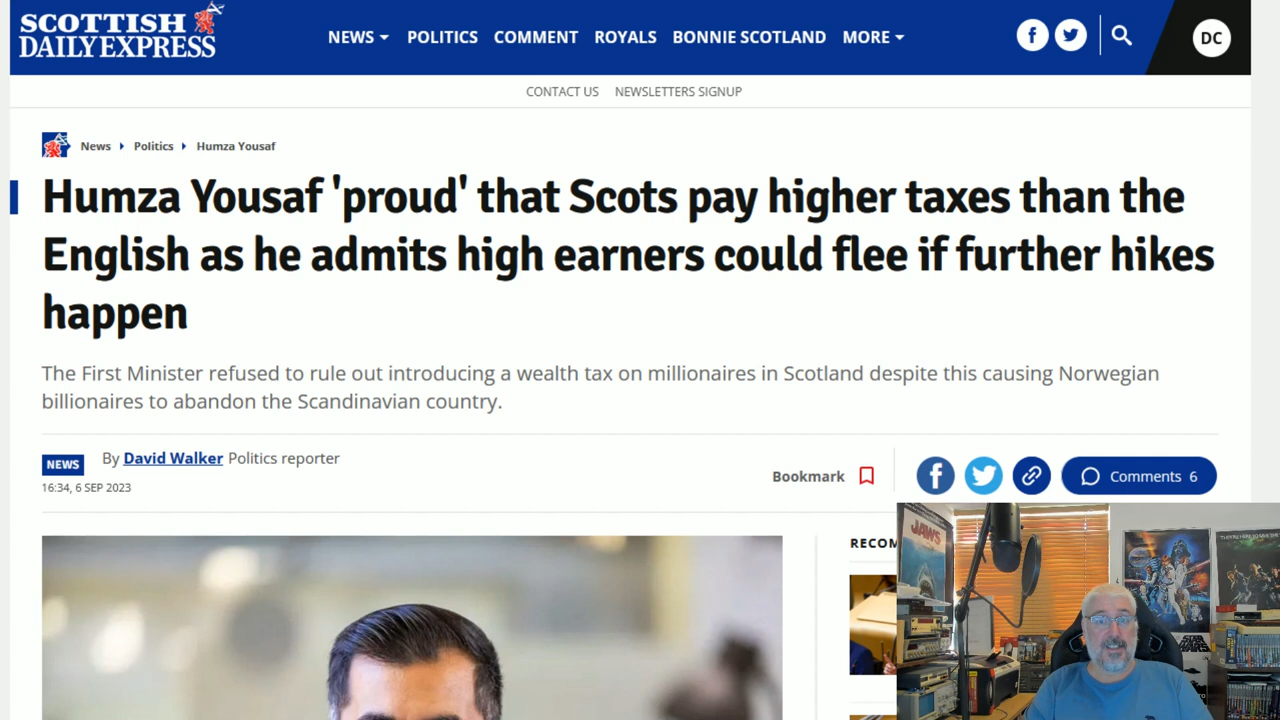 SCOTTISH
DAILY EXPRESS
NEWS POLITICS COMMENT ROYALS BONNIE SCOTLAND MORE
DC
CONTACT US NEWSLETTERS SIGNUP
News Politics Humza Yousaf
Humza Yousaf 'proud' that Scots pay higher taxes than the
English as he admits high earners could flee if further hikes
happen
The First Minister refused to rule out introducing a wealth tax on millionaires in Scotland despite this causing Norwegian
billionaires to abandon the Scandinavian country.
NEWS By David Walker Politics reporter
16:34, 6 SEP 2023
Bookmark
Comments 6
RECOM
JAWS
STAR
WARS